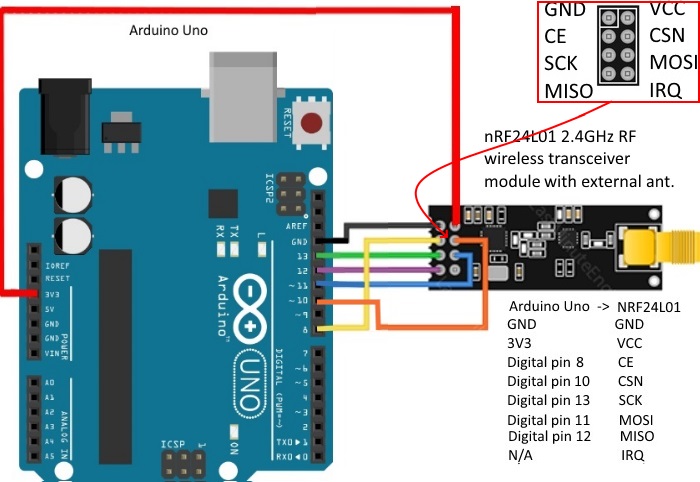 GND VCC
CE CSN
SCK MOSI
MISO IRQ
Arduino Uno
nRF24L01 2.4GHz RF
wireless transceiver
module with external ant.
RESET
ICSP2
AREF
GND
13
12
~11
~10
~9
8
TX
RX
L
IOREF
RESET
3V3
5V
GND
GND
VIN
POWER
Arduino
TM
UNO
DIGITAL (PWM=~)
7
~6
~5
4
~3
2
TXD▶1
RXD◀0
A0
A1
A2
A3
A4
A5
ANALOG IN
ICSP 1
ON
Arduino Uno -> NRF24L01
GND GND
3V3 VCC
Digital pin 8 CE
Digital pin 10 CSN
Digital pin 13 SCK
Digital pin 11 MOSI
Digital pin 12 MISO
N/A IRQ